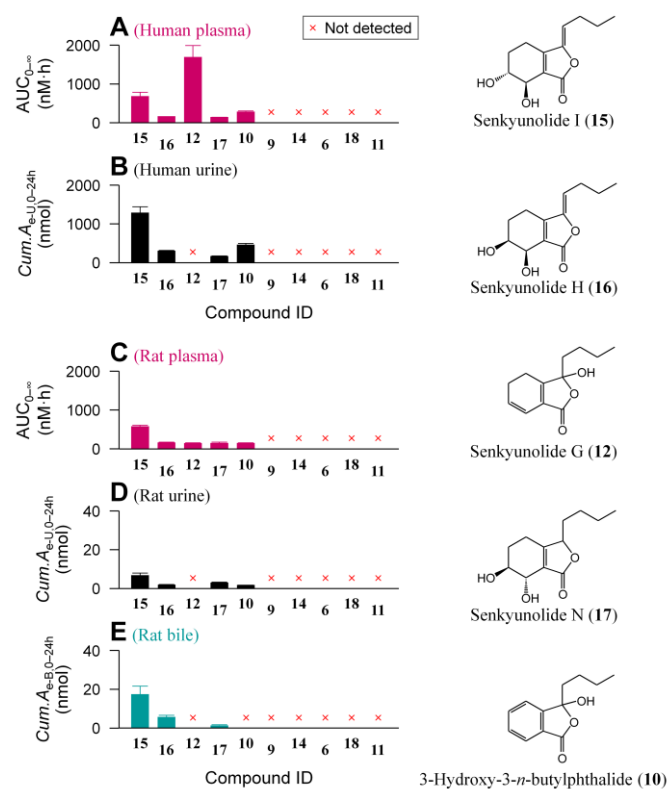 A (Human plasma)
× Not detected
AUC0–∞
(nM·h)
2000
1000
0
15 16 12 17 10 9 14 6 18 11
B (Human urine)
Cum.Ae-U,0–24h
(nmol)
2000
1000
0
15 16 12 17 10 9 14 6 18 11
Compound ID
C (Rat plasma)
AUC0–∞
(nM·h)
2000
1000
0
15 16 12 17 10 9 14 6 18 11
D (Rat urine)
Cum.Ae-U,0–24h
(nmol)
40
20
0
15 16 12 17 10 9 14 6 18 11
E (Rat bile)
Cum.Ae-B,0–24h
(nmol)
40
20
0
15 16 12 17 10 9 14 6 18 11
Compound ID
O
HO
OH
O
Senkyunolide I (15)
O
HO
OH
O
Senkyunolide H (16)
OH
O
O
Senkyunolide G (12)
O
HO
OH
O
Senkyunolide N (17)
OH
O
O
3-Hydroxy-3-n-butylphthalide (10)